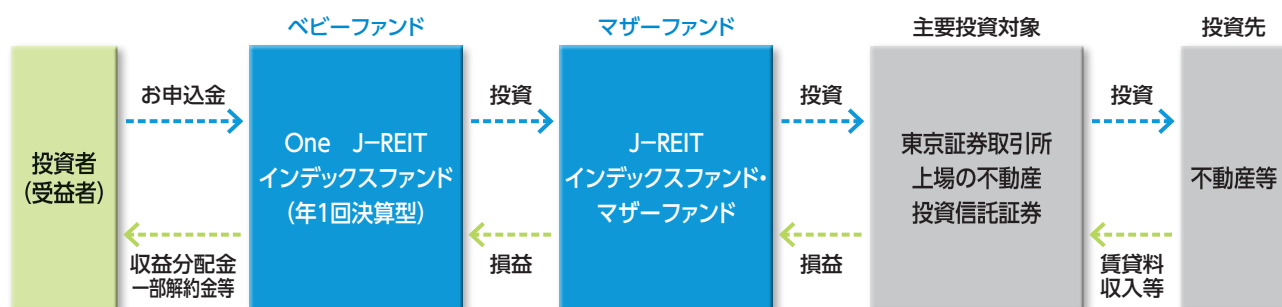 ベビーファンド
マザーファンド
主要投資対象
投資先
投資者
(受益者)
お申込金
収益分配金
一部解約金等
One J-REIT
インデックスファンド
(年1回決算型)
投資
損益
J-REIT
インデックスファンド・
マザーファンド
投資
損益
東京証券取引所
上場の不動産
投資信託証券
投資
賃貸料
収入等
不動産等